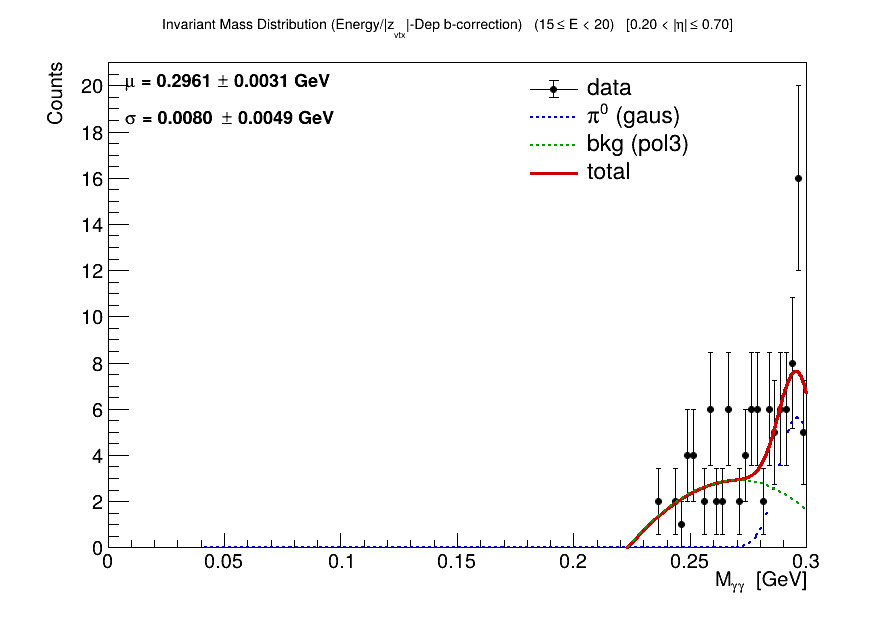 Invariant Mass Distribution (Energy/|z_vtx|-Dep b-correction) (15 ≤ E < 20) [0.20 < |η| ≤ 0.70]
Counts
μ = 0.2961 ± 0.0031 GeV
σ = 0.0080 ± 0.0049 GeV
data
π⁰ (gaus)
bkg (pol3)
total
20
18
16
14
12
10
8
6
4
2
0
0 0.05 0.1 0.15 0.2 0.25 0.3
M_γγ [GeV]